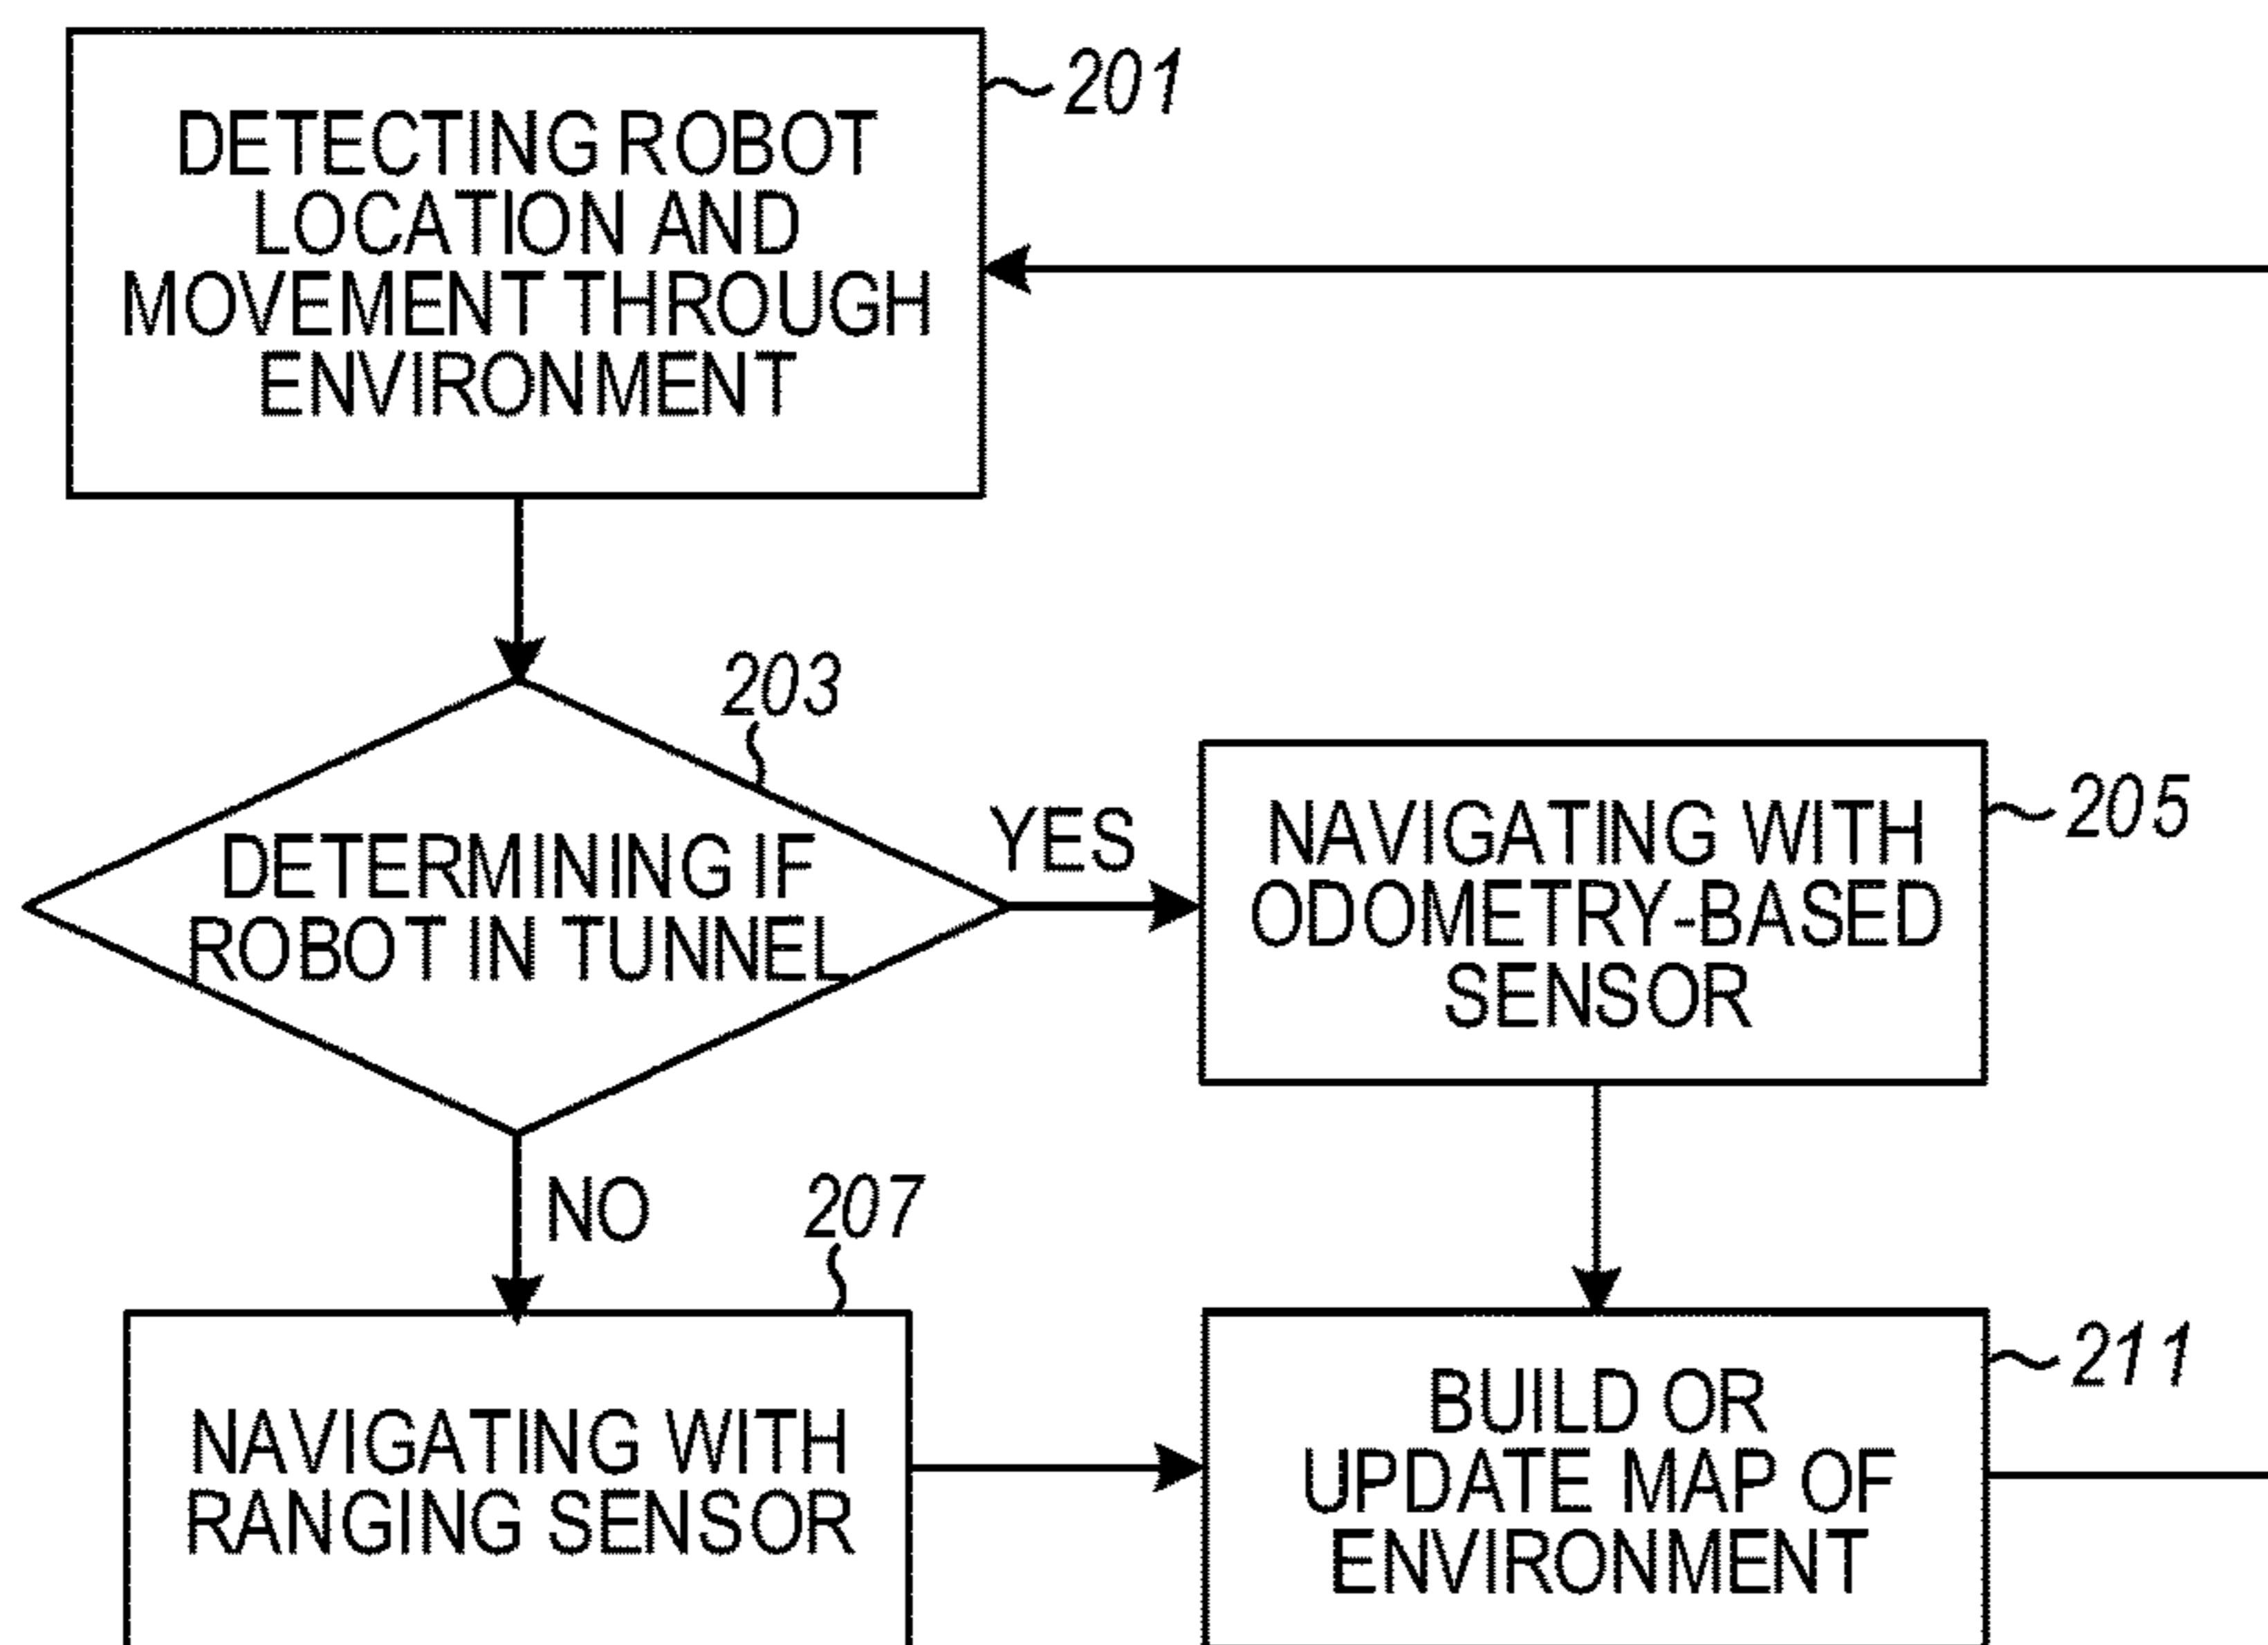 201
DETECTING ROBOT
LOCATION AND
MOVEMENT THROUGH
ENVIRONMENT
203
DETERMINING IF
ROBOT IN TUNNEL
YES
205
NAVIGATING WITH
ODOMETRY-BASED
SENSOR
NO
207
NAVIGATING WITH
RANGING SENSOR
211
BUILD OR
UPDATE MAP OF
ENVIRONMENT